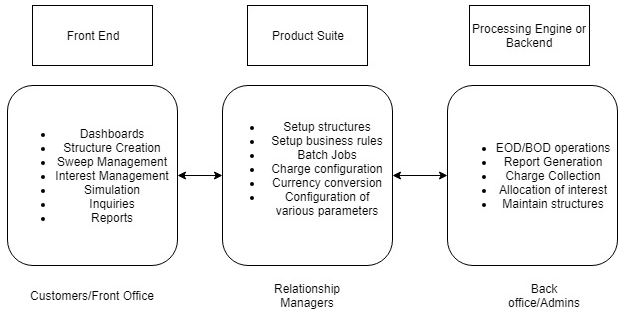 Front End
Product Suite
Processing Engine or
Backend
• Dashboards
• Structure Creation
• Sweep Management
• Interest Management
• Simulation
• Inquiries
• Reports
• Setup structures
• Setup business rules
• Batch Jobs
• Charge configuration
• Currency conversion
• Configuration of
various parameters
• EOD/BOD operations
• Report Generation
• Charge Collection
• Allocation of interest
• Maintain structures
Customers/Front Office
Relationship
Managers
Back
office/Admins